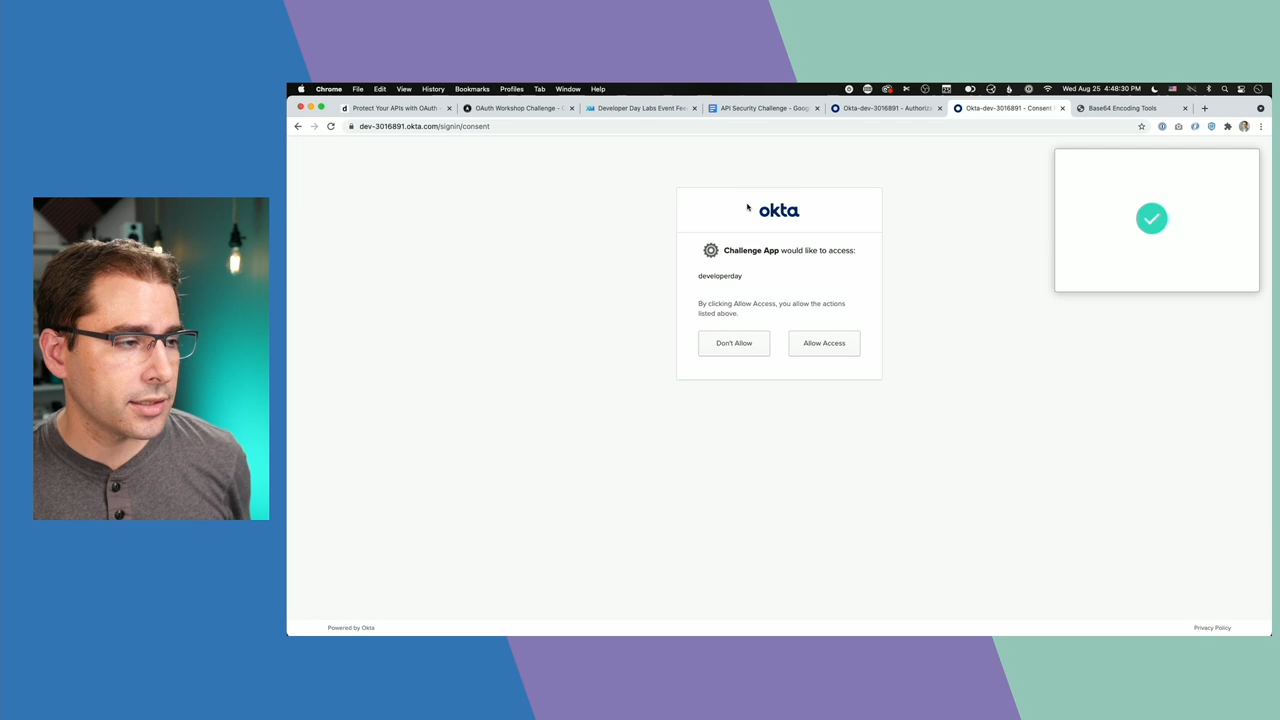 Chrome File Edit View History Bookmarks Profiles Tab Window Help Wed Aug 25 4:48:30 PM
Protect Your APIs with OAuth OAuth Workshop Challenge - Developer Day Labs Event Fee API Security Challenge - Goog Okta-dev-3016891 - Authoriz Okta-dev-3016891 - Consent Base64 Encoding Tools
dev-3016891.okta.com/signin/consent
okta
Challenge App would like to access:
developerday
By clicking Allow Access, you allow the actions
listed above.
Don't Allow Allow Access
Powered by Okta Privacy Policy